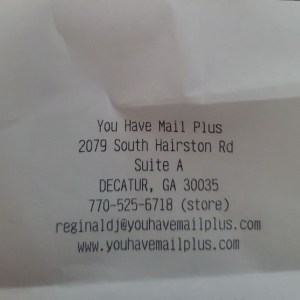 You Have Mail Plus
2079 South Hairston Rd
Suite A
DECATUR, GA 30035
770-525-6718 (store)
reginaldj@youhavemailplus.com
www.youhavemailplus.com